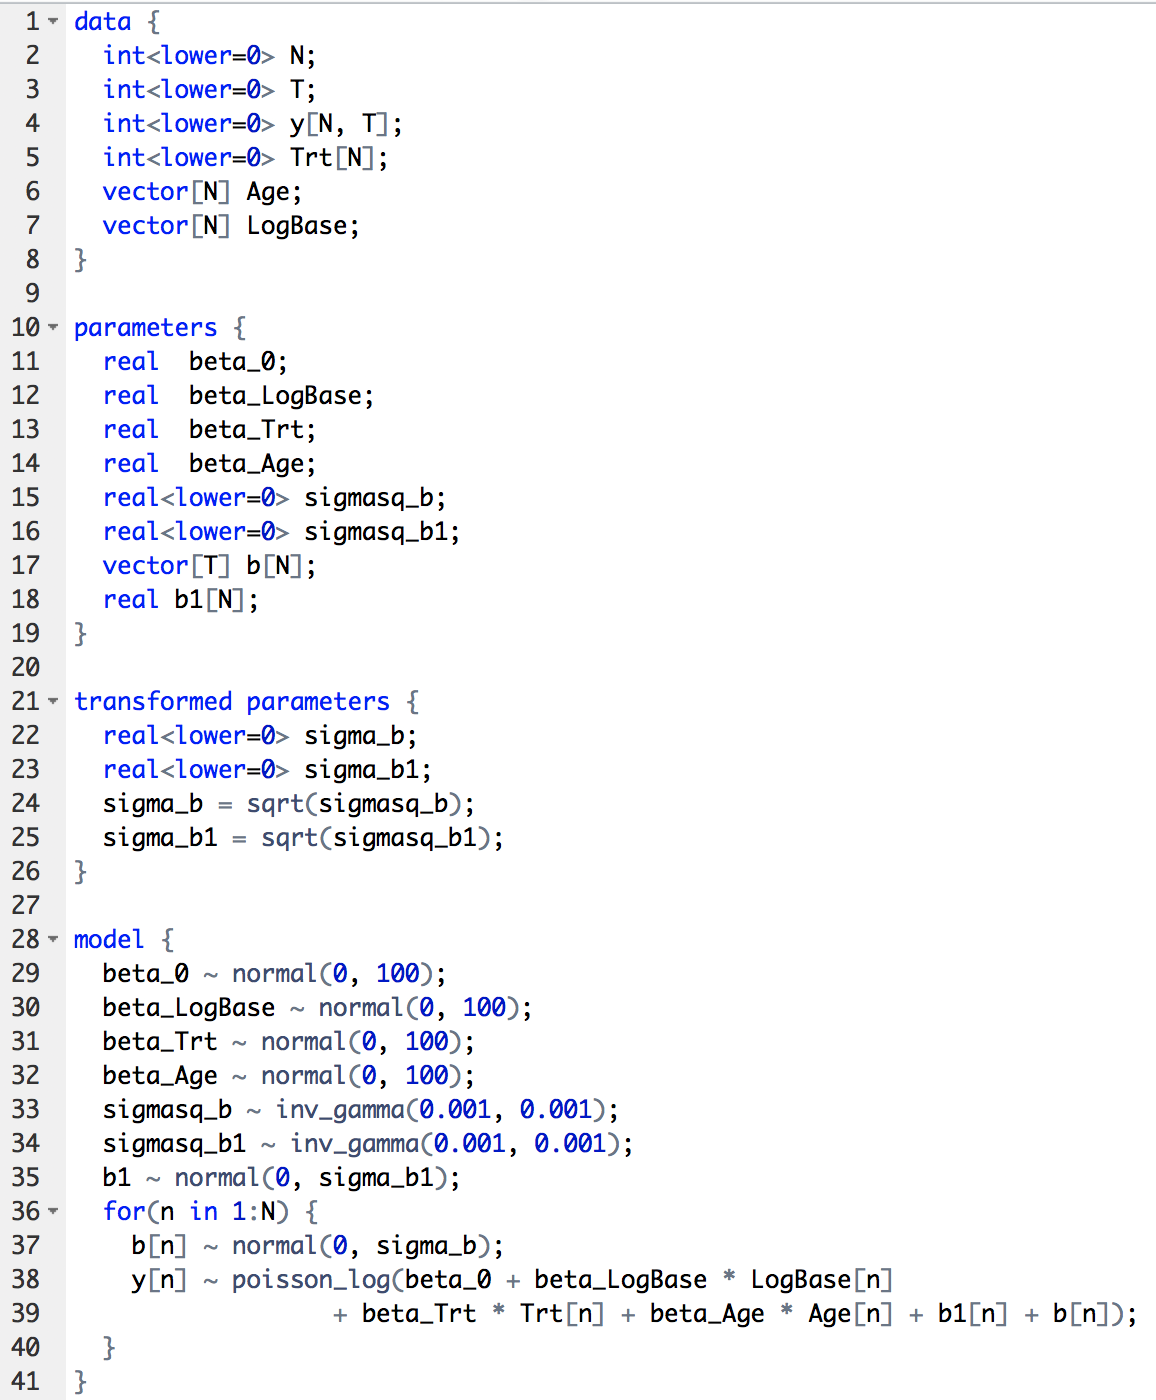 1 data {
2   int<lower=0> N;
3   int<lower=0> T;
4   int<lower=0> y[N, T];
5   int<lower=0> Trt[N];
6   vector[N] Age;
7   vector[N] LogBase;
8 }
9
10 parameters {
11   real  beta_0;
12   real  beta_LogBase;
13   real  beta_Trt;
14   real  beta_Age;
15   real<lower=0> sigmasq_b;
16   real<lower=0> sigmasq_b1;
17   vector[T] b[N];
18   real b1[N];
19 }
20
21 transformed parameters {
22   real<lower=0> sigma_b;
23   real<lower=0> sigma_b1;
24   sigma_b = sqrt(sigmasq_b);
25   sigma_b1 = sqrt(sigmasq_b1);
26 }
27
28 model {
29   beta_0 ~ normal(0, 100);
30   beta_LogBase ~ normal(0, 100);
31   beta_Trt ~ normal(0, 100);
32   beta_Age ~ normal(0, 100);
33   sigmasq_b ~ inv_gamma(0.001, 0.001);
34   sigmasq_b1 ~ inv_gamma(0.001, 0.001);
35   b1 ~ normal(0, sigma_b1);
36   for(n in 1:N) {
37     b[n] ~ normal(0, sigma_b);
38     y[n] ~ poisson_log(beta_0 + beta_LogBase * LogBase[n]
39                   + beta_Trt * Trt[n] + beta_Age * Age[n] + b1[n] + b[n]);
40   }
41 }